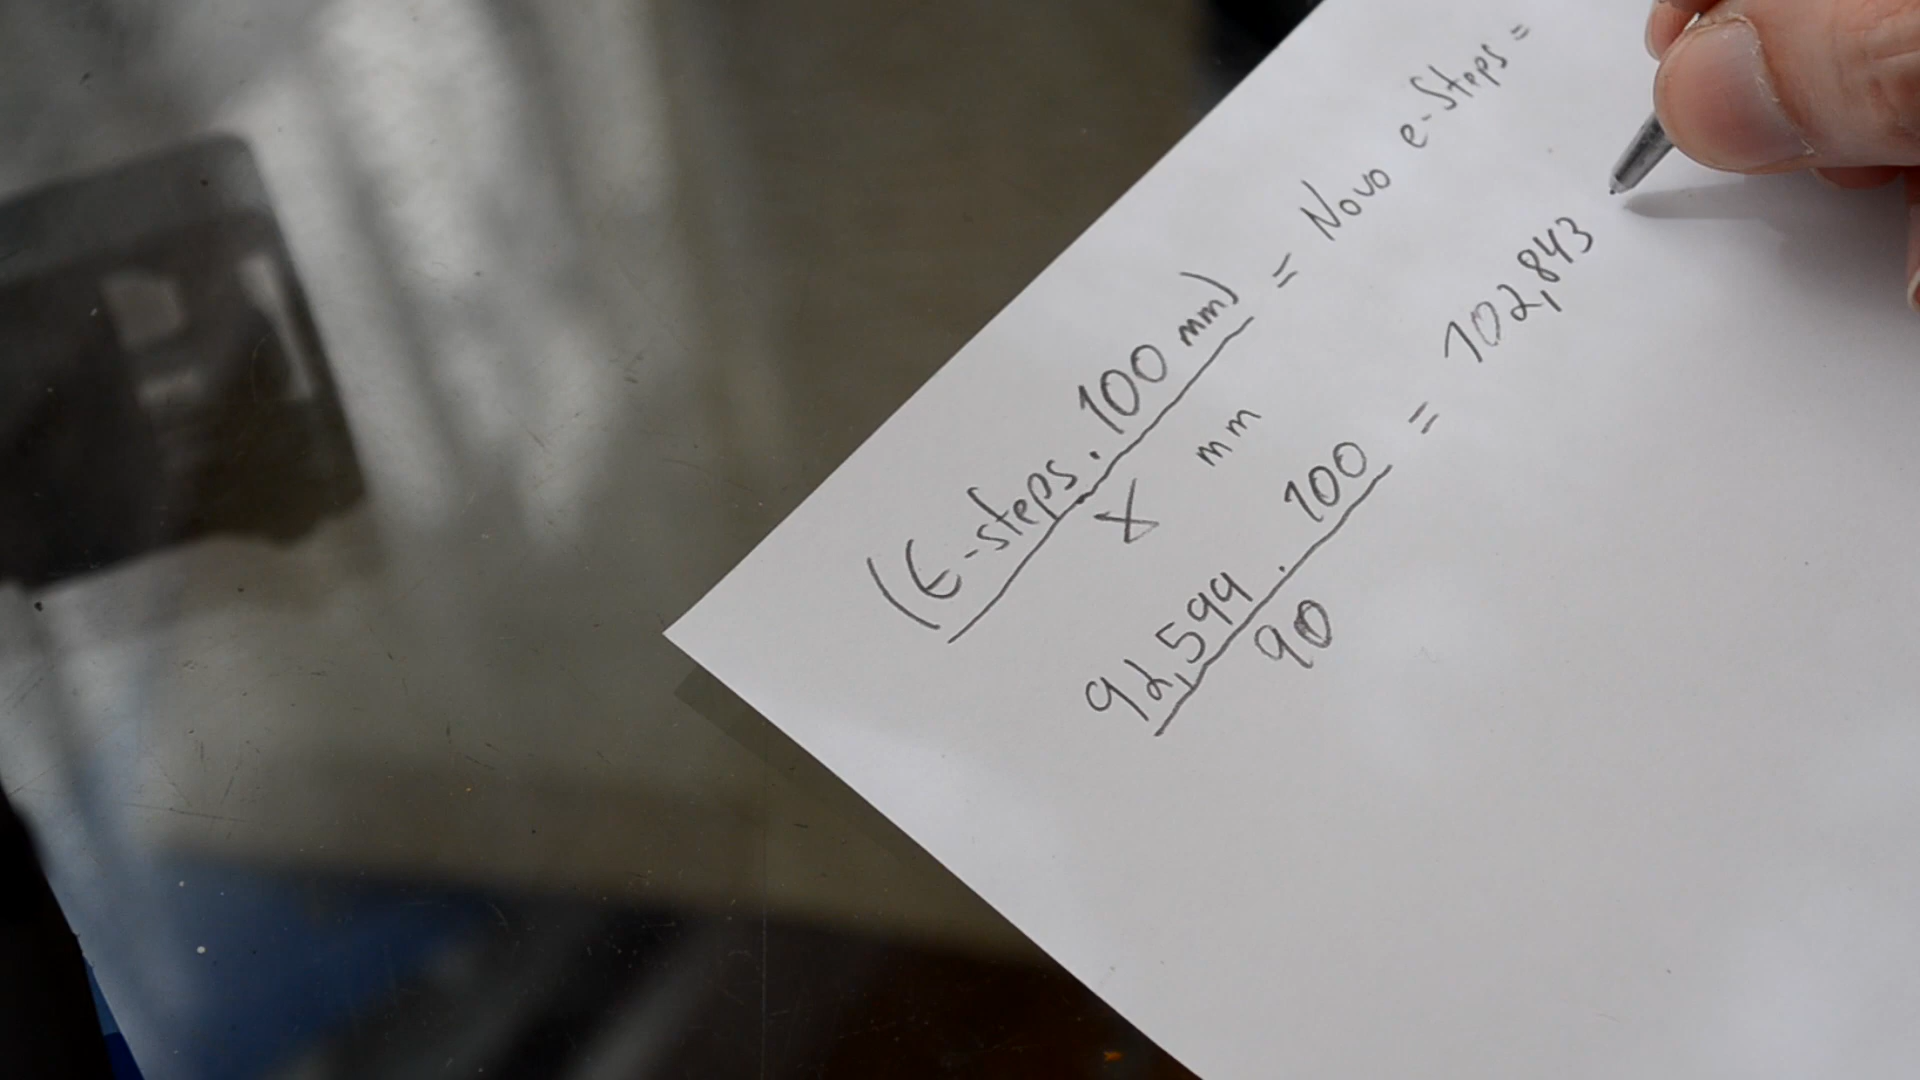 (E-steps . 100 mm) = Novo e-Steps =
X mm
92,599 . 100 = 102,843
90